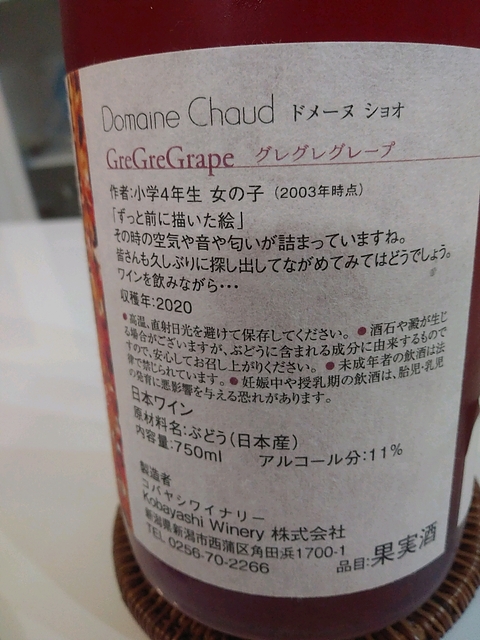 Domaine Chaud ドメーヌ ショオ
GreGreGrape グレグレグレープ
作者:小学4年生 女の子 (2003年時点)
「ずっと前に描いた絵」
その時の空気や音や匂いが詰まっていますね。
皆さんも久しぶりに探し出してながめてみてはどうでしょう。
ワインを飲みながら・・・
収穫年:2020
●高温、直射日光を避けて保存してください。 ●酒石や澱が生じ
る場合がございますが、ぶどうに含まれる成分に由来するもので
すので、安心してお召し上がりください。 ●未成年者の飲酒は法
律で禁じられています。 ●妊娠中や授乳期の飲酒は、胎児・乳児
の発育に悪影響を与える恐れがあります。
日本ワイン
原材料名:ぶどう(日本産)
内容量:750ml アルコール分:11%
製造者
コバヤシワイナリー
Kobayashi Winery 株式会社
新潟県新潟市西蒲区角田浜1700-1
TEL 0256-70-2266 品目:果実酒